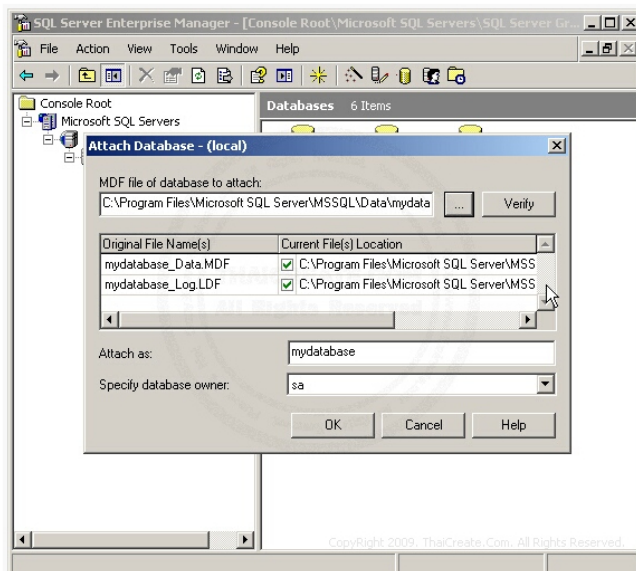 SQL Server Enterprise Manager - [Console Root\Microsoft SQL Servers\SQL Server Gr...
File Action View Tools Window Help
Console Root
Databases 6 Items
Microsoft SQL Servers
Attach Database - (local)
MDF file of database to attach:
C:\Program Files\Microsoft SQL Server\MSSQL\Data\mydata
...
Verify
Original File Name(s) Current File(s) Location
mydatabase_Data.MDF C:\Program Files\Microsoft SQL Server\MSS
mydatabase_Log.LDF C:\Program Files\Microsoft SQL Server\MSS
All Rights Reserved
Attach as: mydatabase
Specify database owner: sa
OK Cancel Help
CopyRight 2009. ThaiCreate.Com. All Rights Reserved.